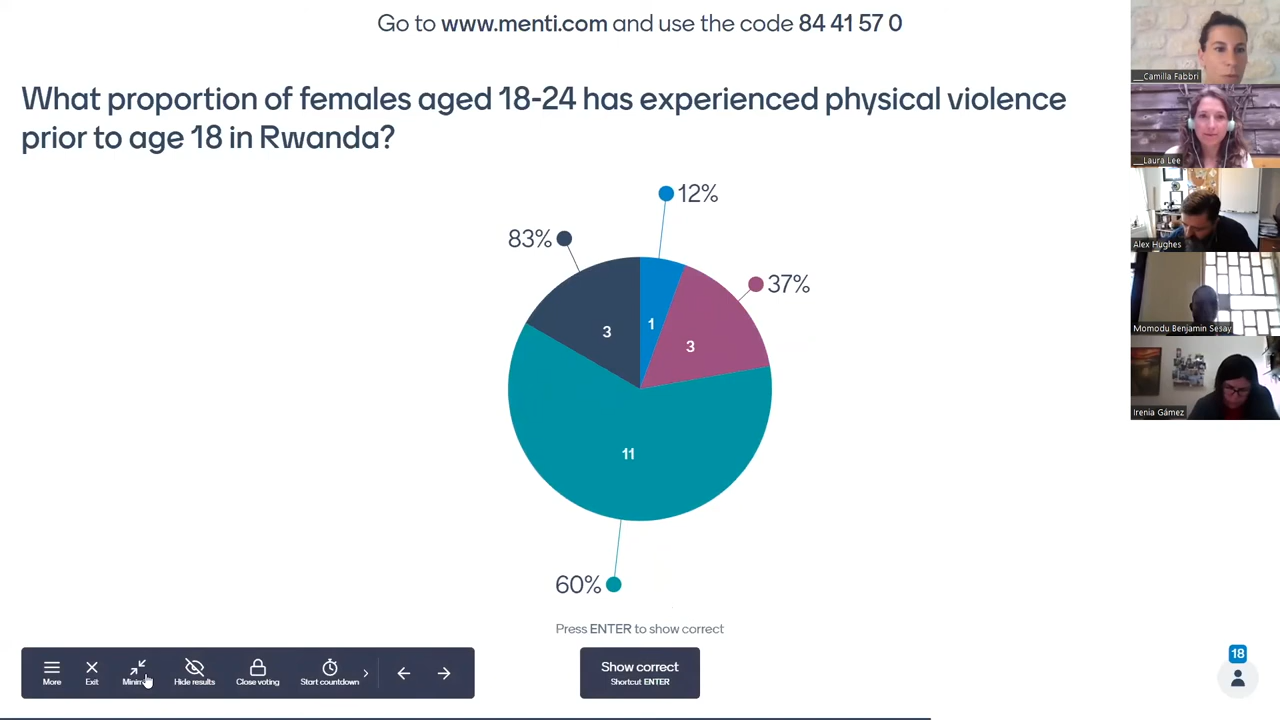 Go to www.menti.com and use the code 84 41 57 0
What proportion of females aged 18-24 has experienced physical violence
prior to age 18 in Rwanda?
12%
83%
37%
1
3
3
11
60%
Press ENTER to show correct
Show correct
Shortcut ENTER
More
Exit
Hide results
Close voting
Start countdown
18
__Camilla Fabbri
__Laura Lee
Alex Hughes
Momodu Benjamin Sesay
Irenia Gámez